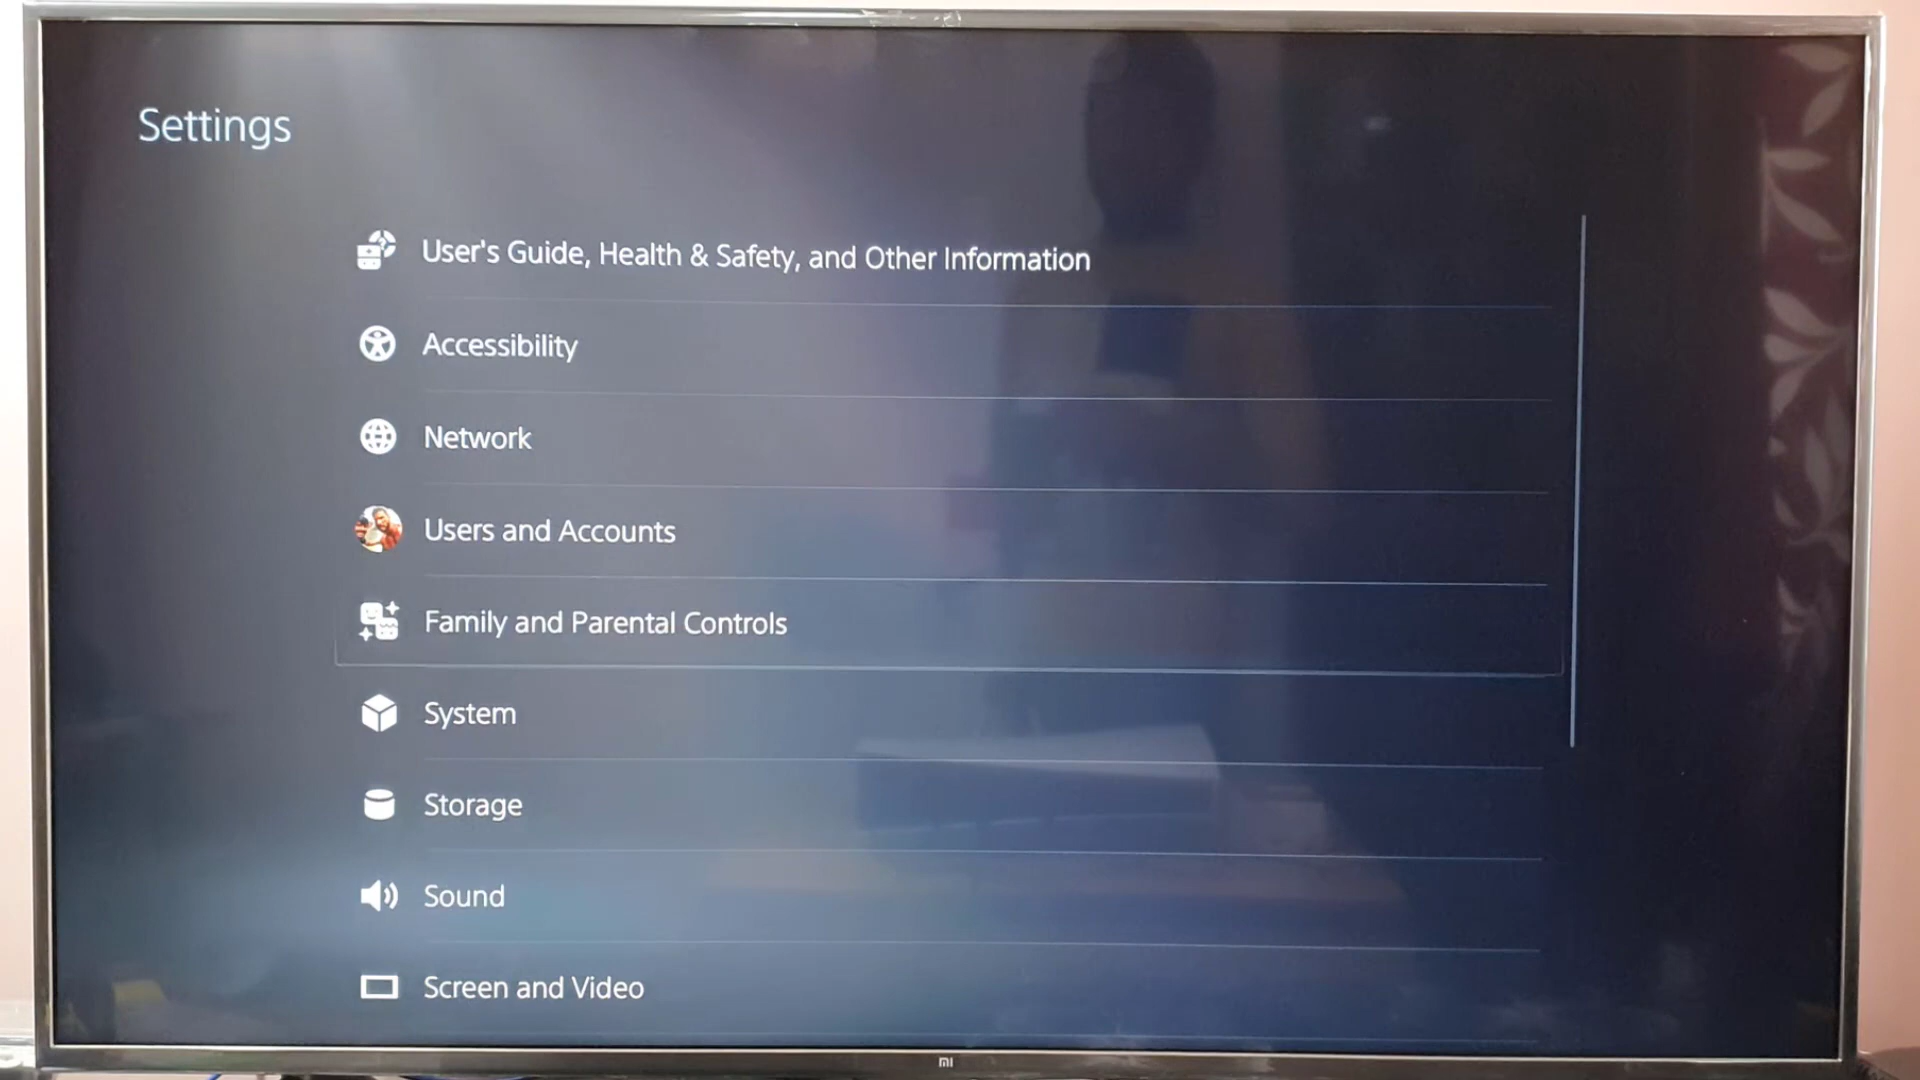 Settings
User's Guide, Health & Safety, and Other Information
Accessibility
Network
Users and Accounts
Family and Parental Controls
System
Storage
Sound
Screen and Video
mi